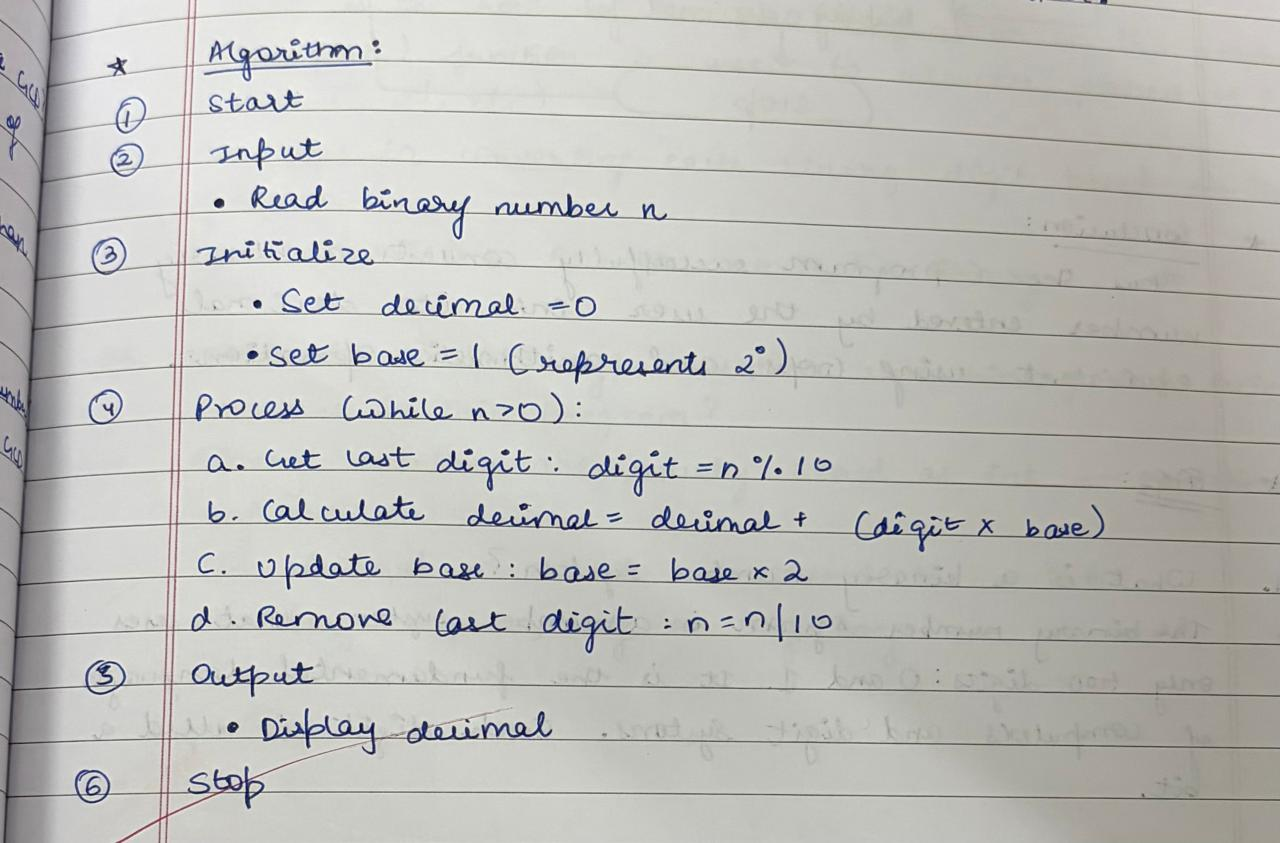 * Algorithm:
① Start
② Input
• Read binary number n
③ Initialize
• Set decimal = 0
• Set base = 1 (represents 2°)
④ Process (while n>0):
a. Get last digit : digit = n % 10
b. Calculate decimal = decimal + (digit × base)
c. Update base : base = base × 2
d. Remove last digit : n = n/10
⑤ Output
• Display decimal
⑥ Stop